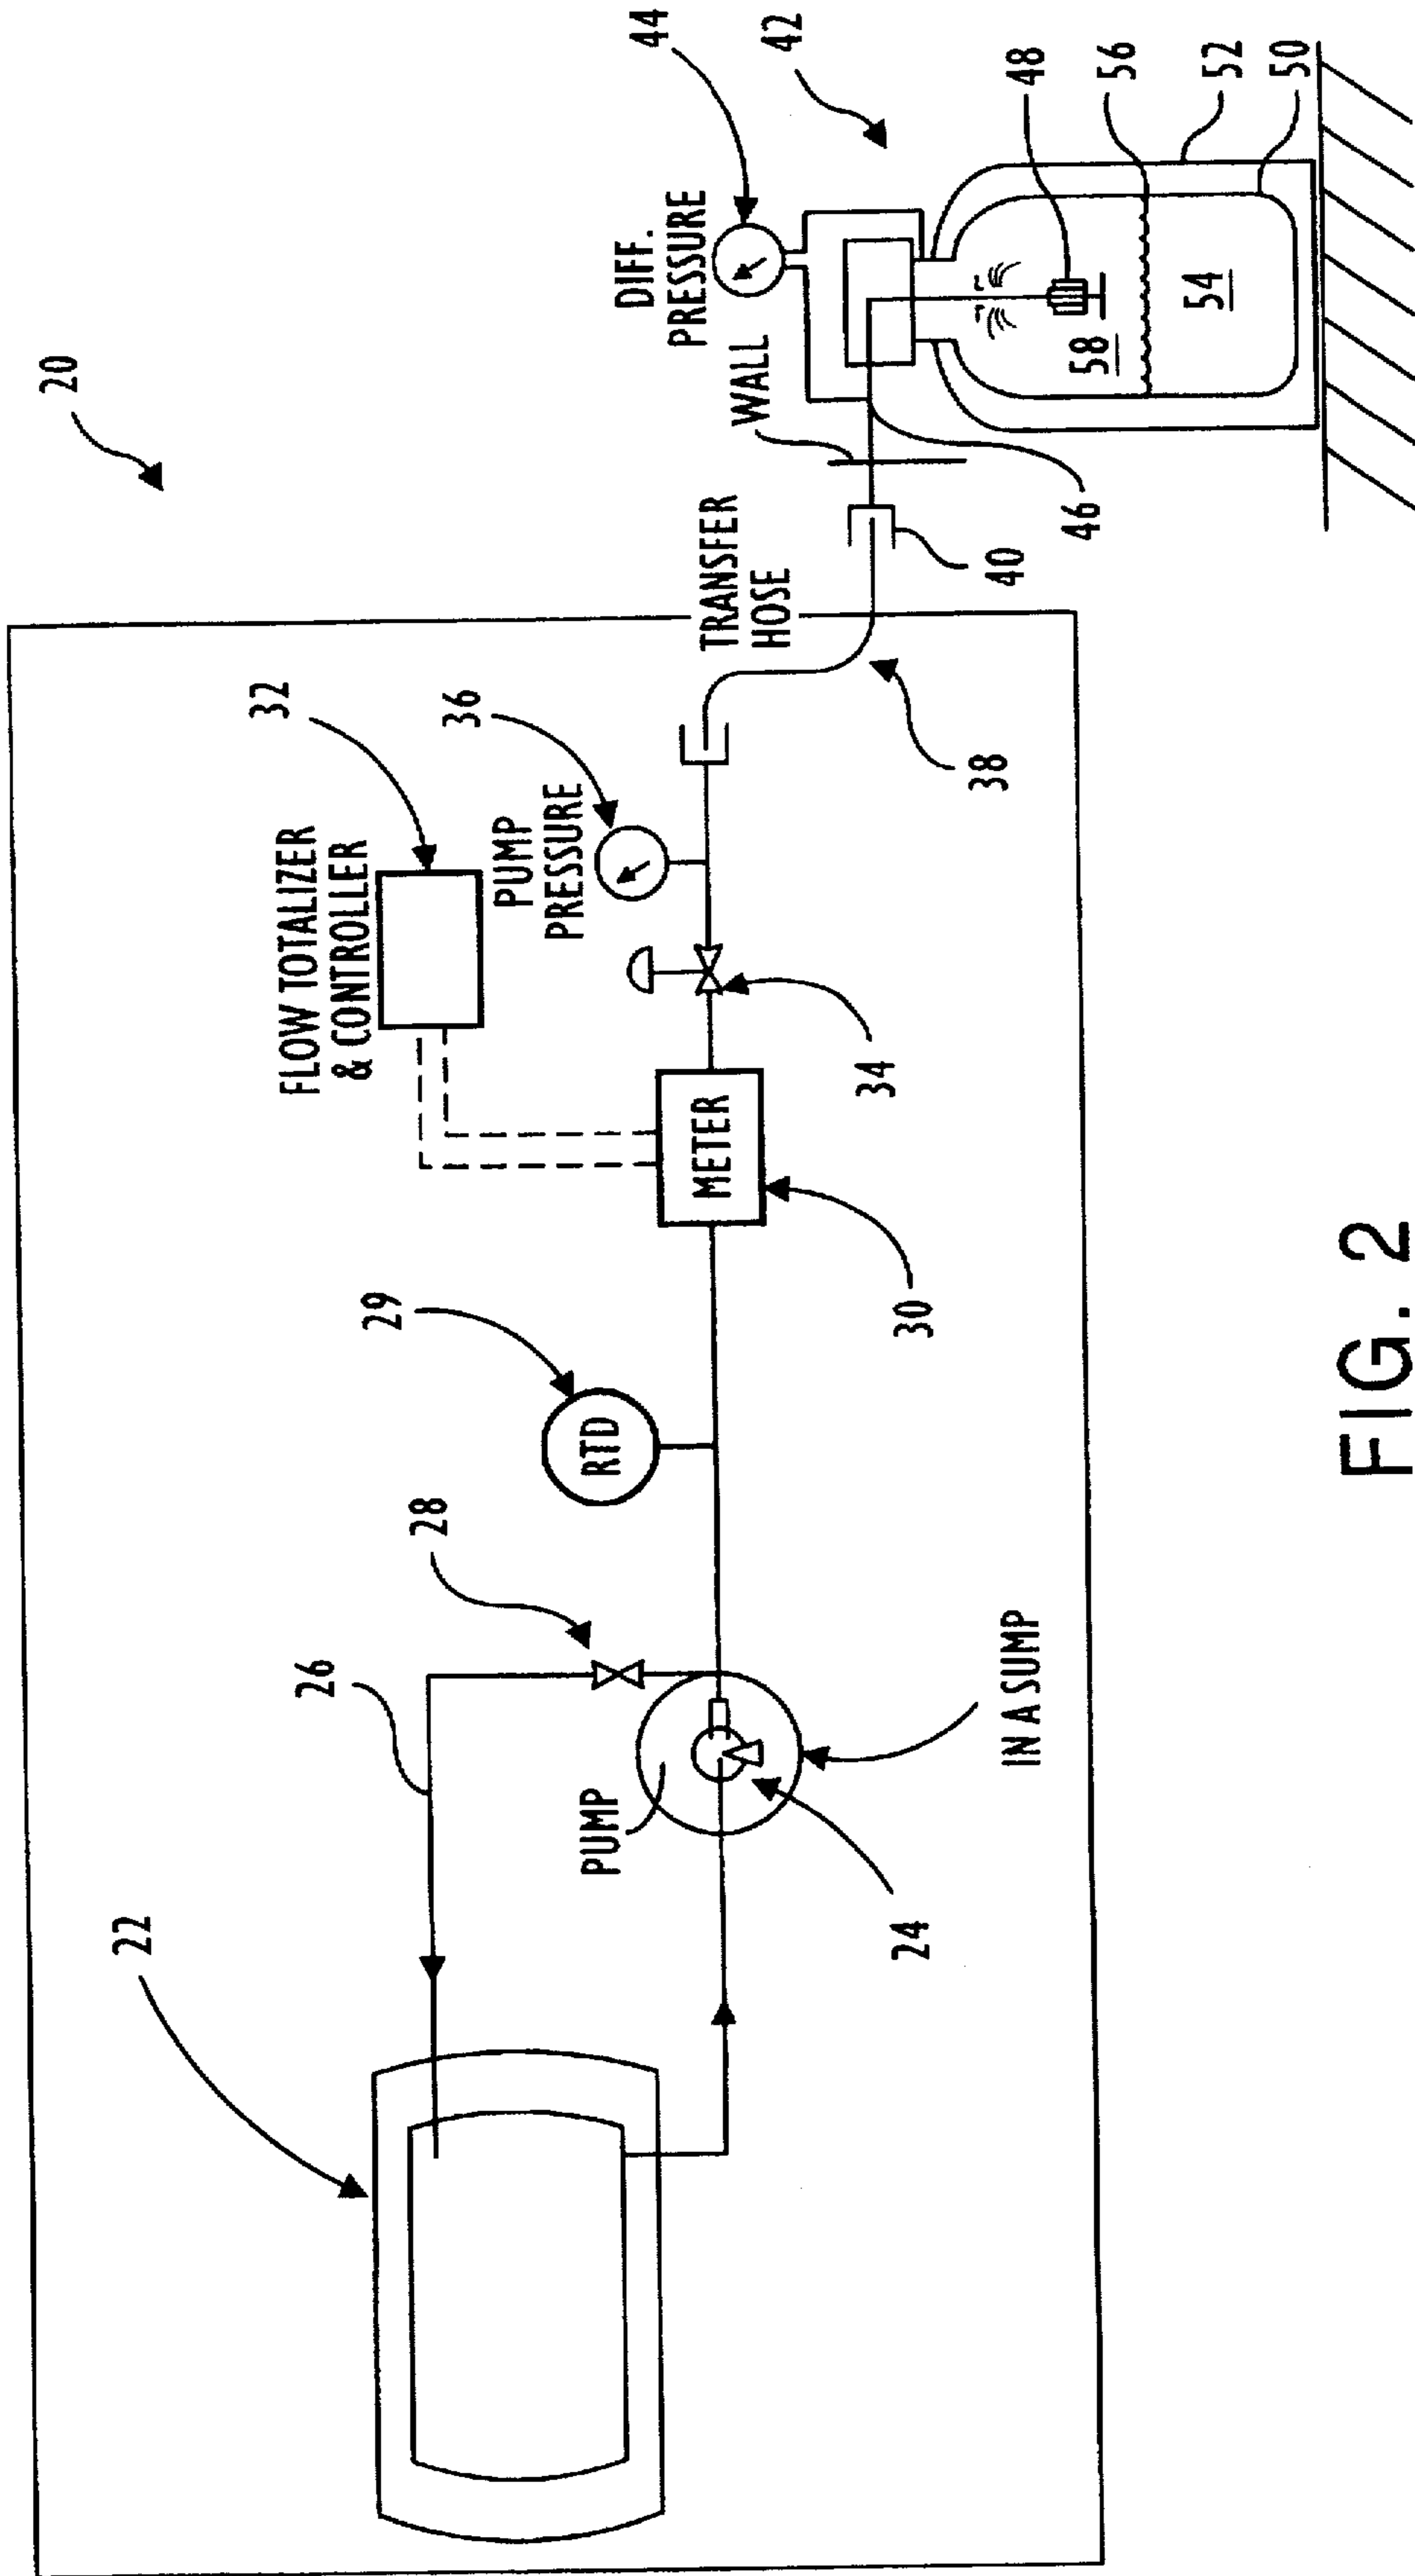 20
22
26
28
29
RTD
FLOW TOTALIZER
& CONTROLLER
32
PUMP
PRESSURE
36
TRANSFER
HOSE
WALL
DIFF.
PRESSURE
44
42
PUMP
24
IN A SUMP
METER
30
34
38
40
46
58
54
48
56
52
50
FIG. 2